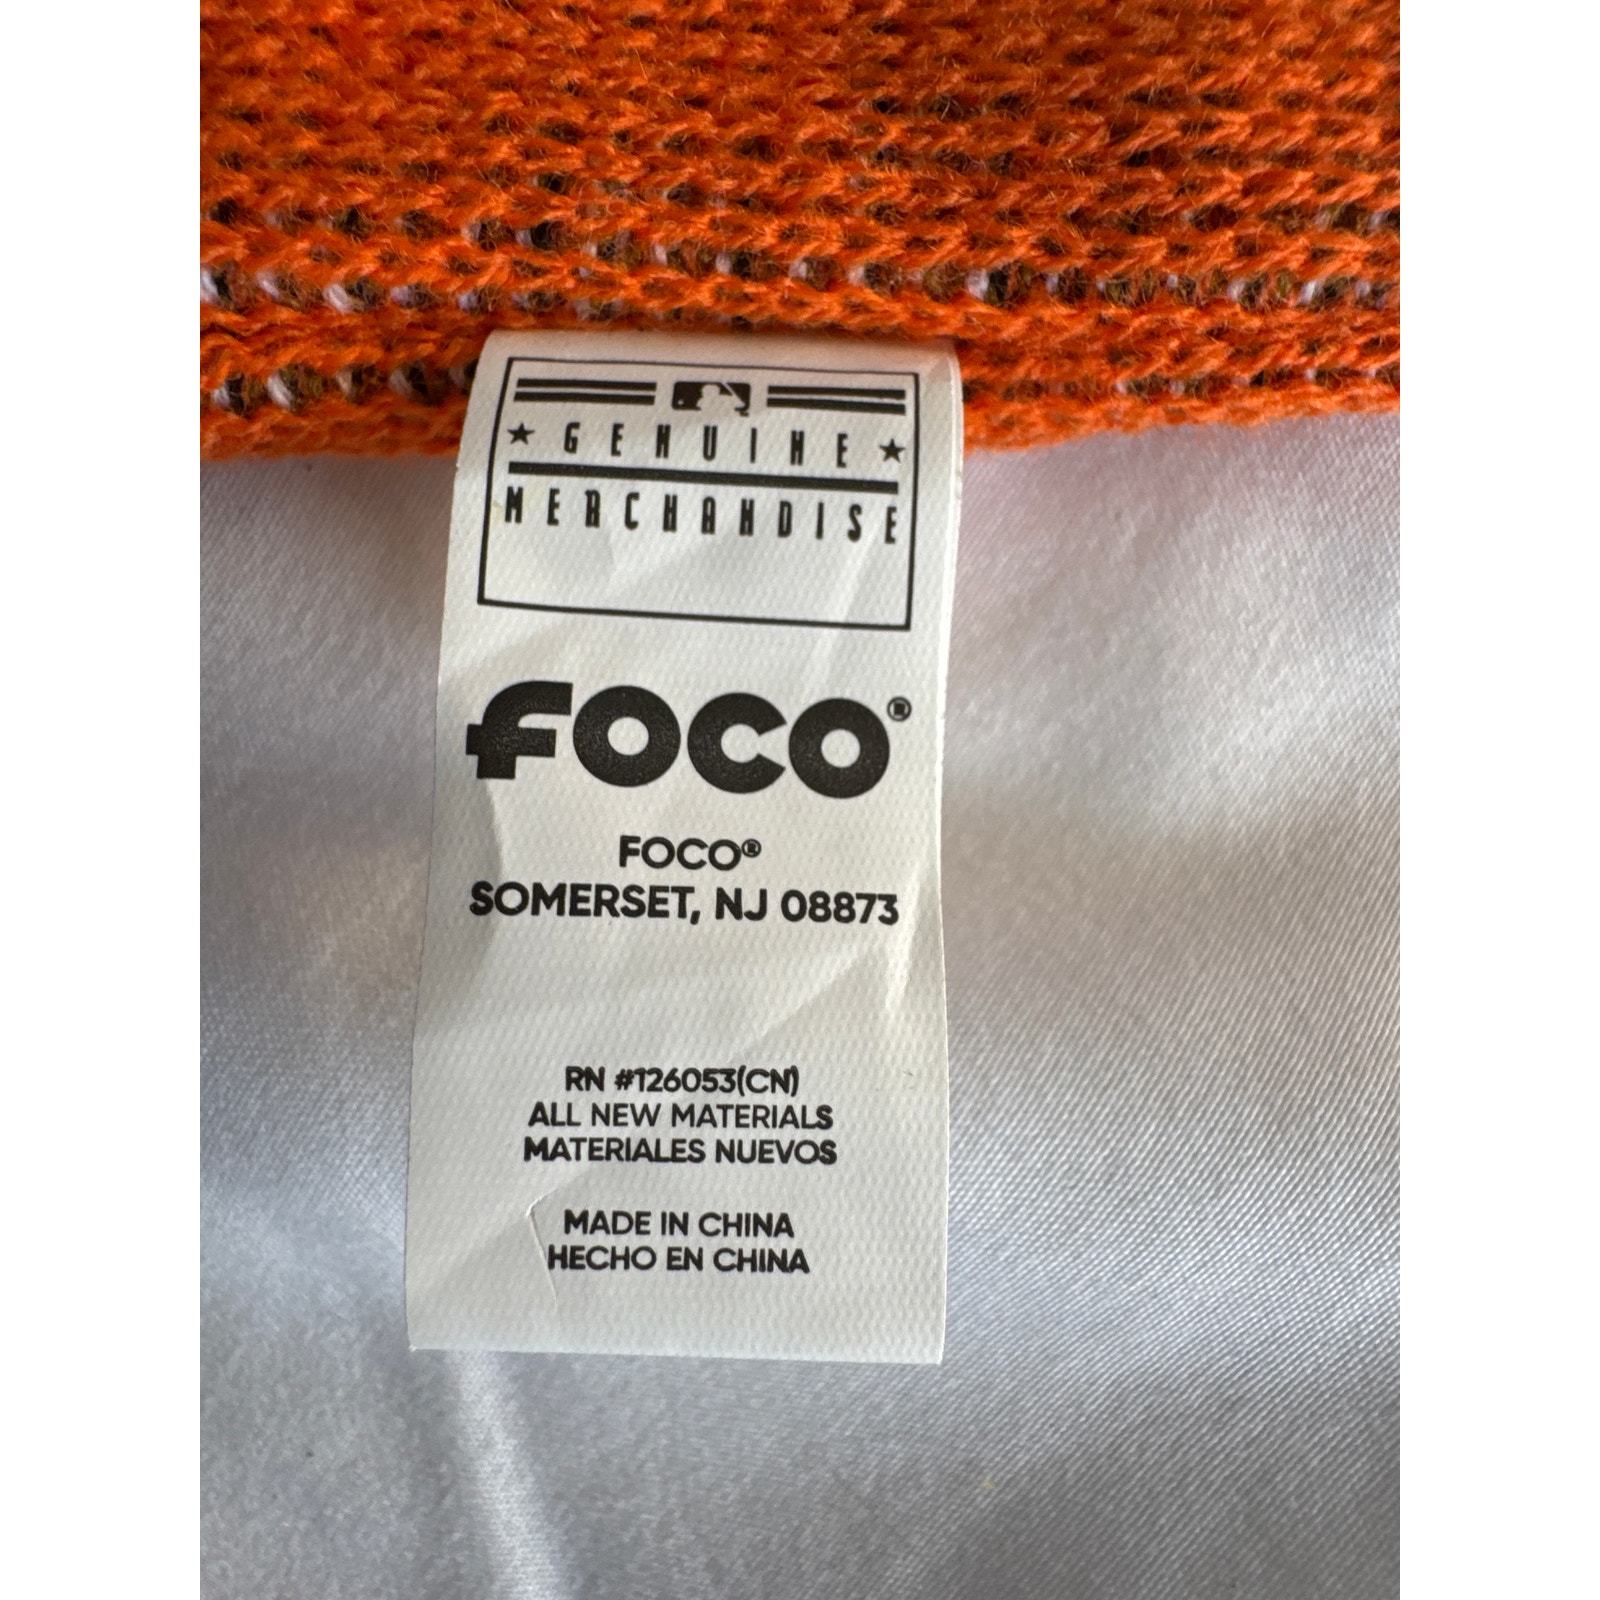 ★ GENUINE ★
MERCHANDISE
FOCO®
FOCO®
SOMERSET, NJ 08873
RN #126053(CN)
ALL NEW MATERIALS
MATERIALES NUEVOS
MADE IN CHINA
HECHO EN CHINA